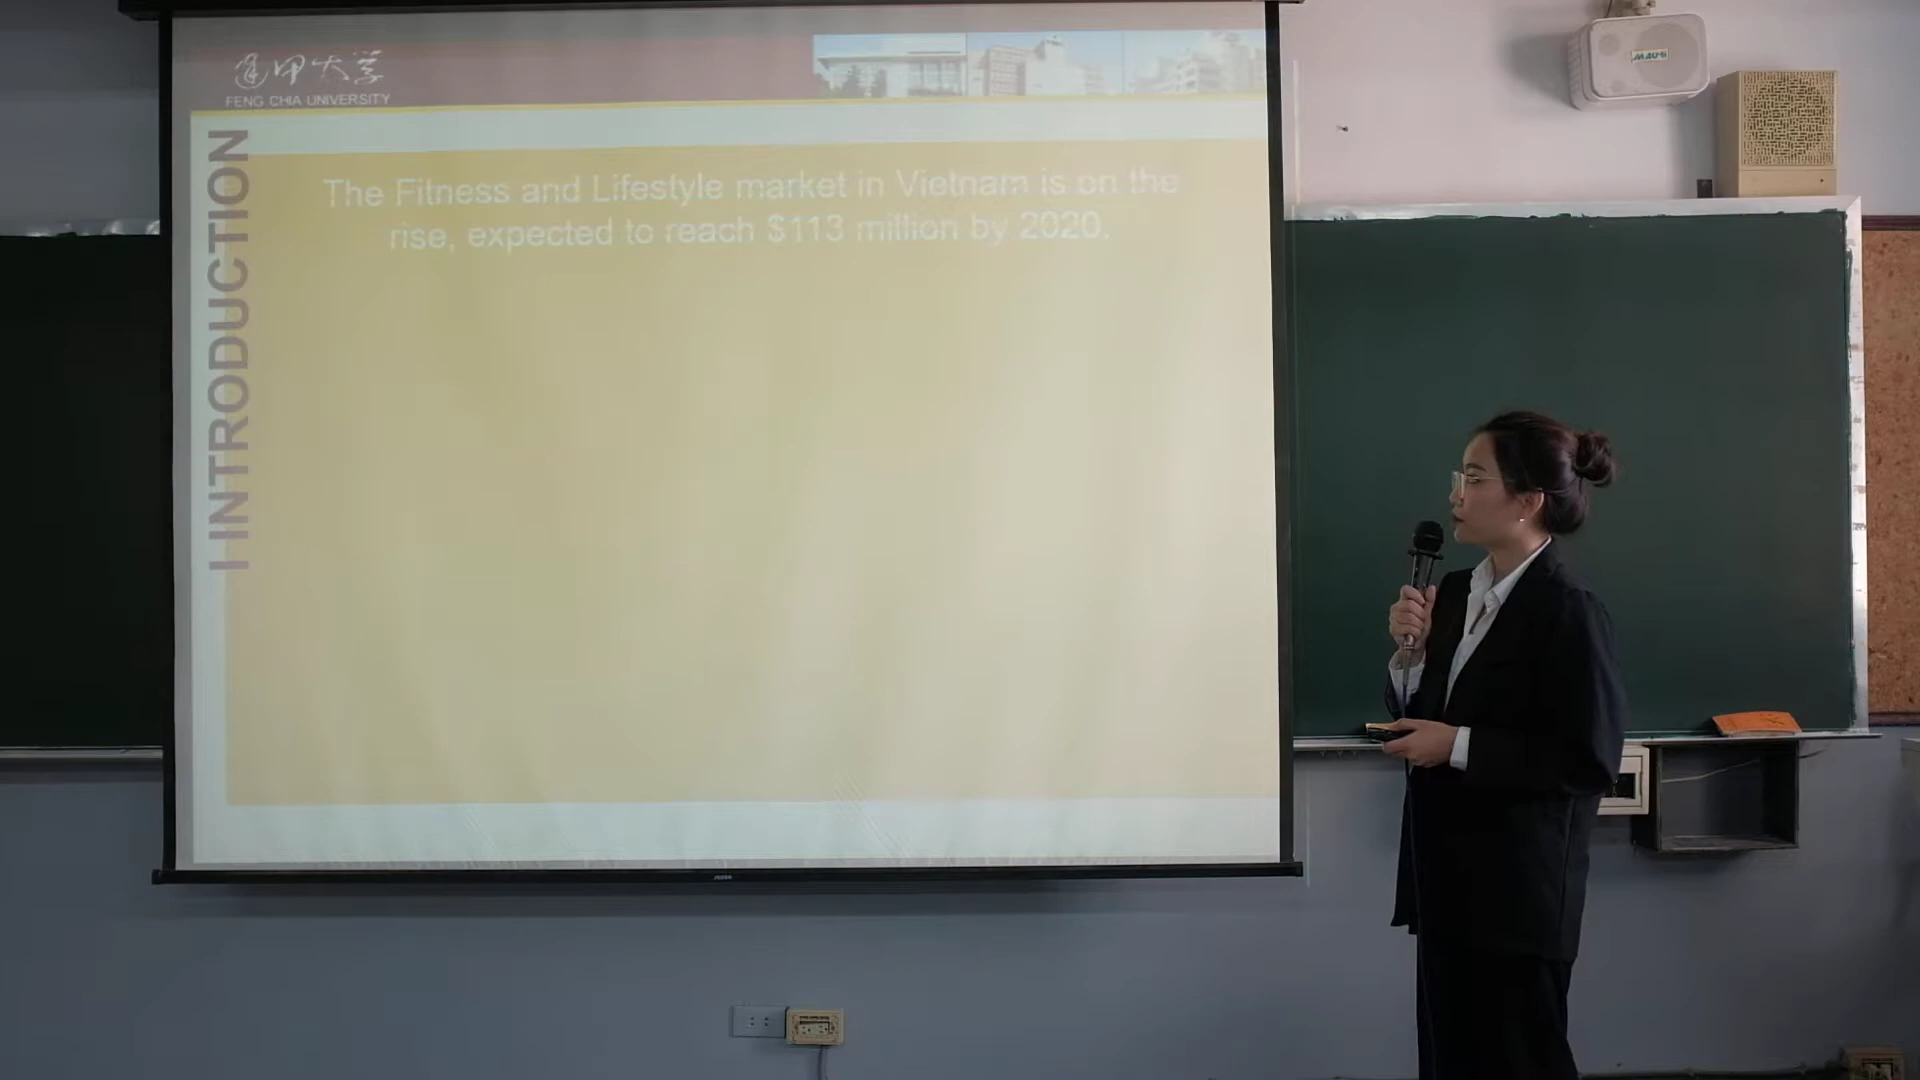 逢甲大学
FENG CHIA UNIVERSITY
I INTRODUCTION
The Fitness and Lifestyle market in Vietnam is on the
rise, expected to reach $113 million by 2020.